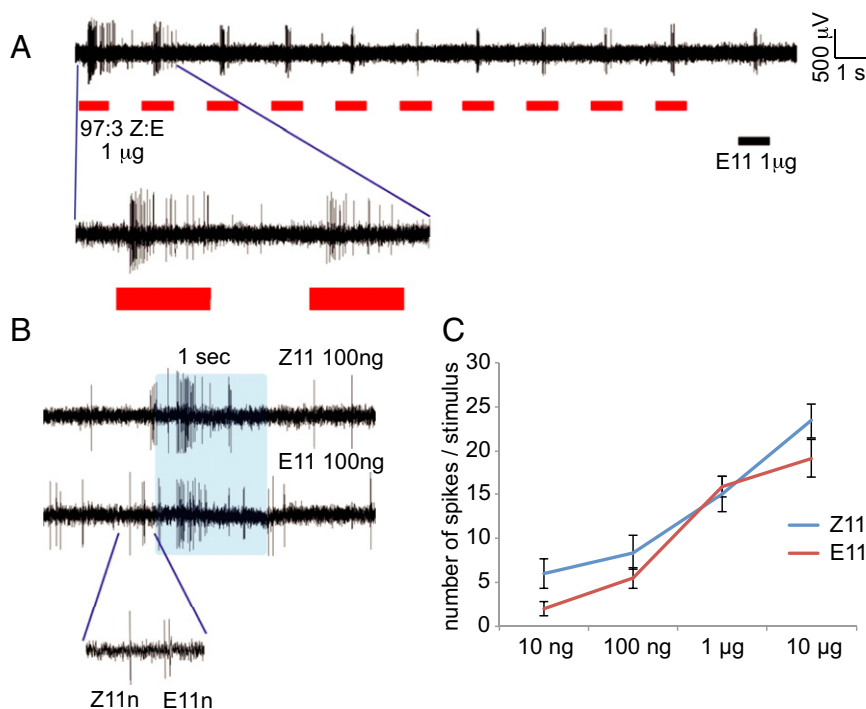 A
500 µV
1 s
97:3 Z:E
1 µg
E11 1µg
B
1 sec
Z11 100ng
E11 100ng
Z11n
E11n
C
number of spikes / stimulus
30
25
20
15
10
5
0
10 ng
100 ng
1 µg
10 µg
Z11
E11